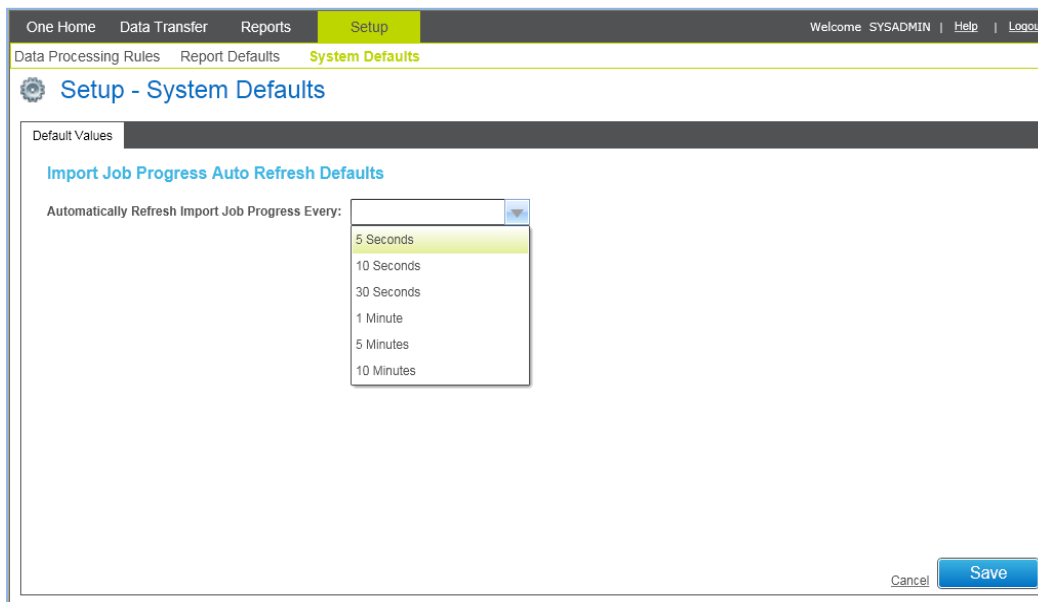 One Home Data Transfer Reports Setup Welcome SYSADMIN | Help | Logou
Data Processing Rules Report Defaults System Defaults
Setup - System Defaults
Default Values
Import Job Progress Auto Refresh Defaults
Automatically Refresh Import Job Progress Every:
5 Seconds
10 Seconds
30 Seconds
1 Minute
5 Minutes
10 Minutes
Cancel Save